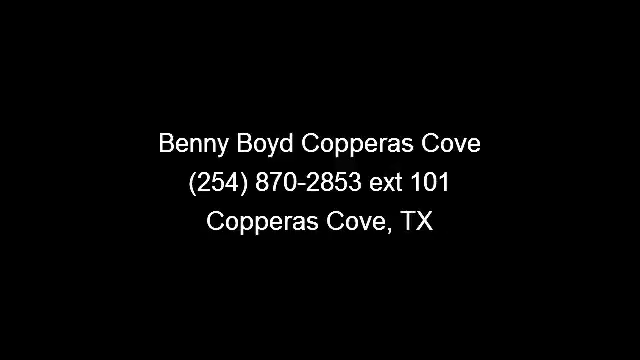 Benny Boyd Copperas Cove
(254) 870-2853 ext 101
Copperas Cove, TX